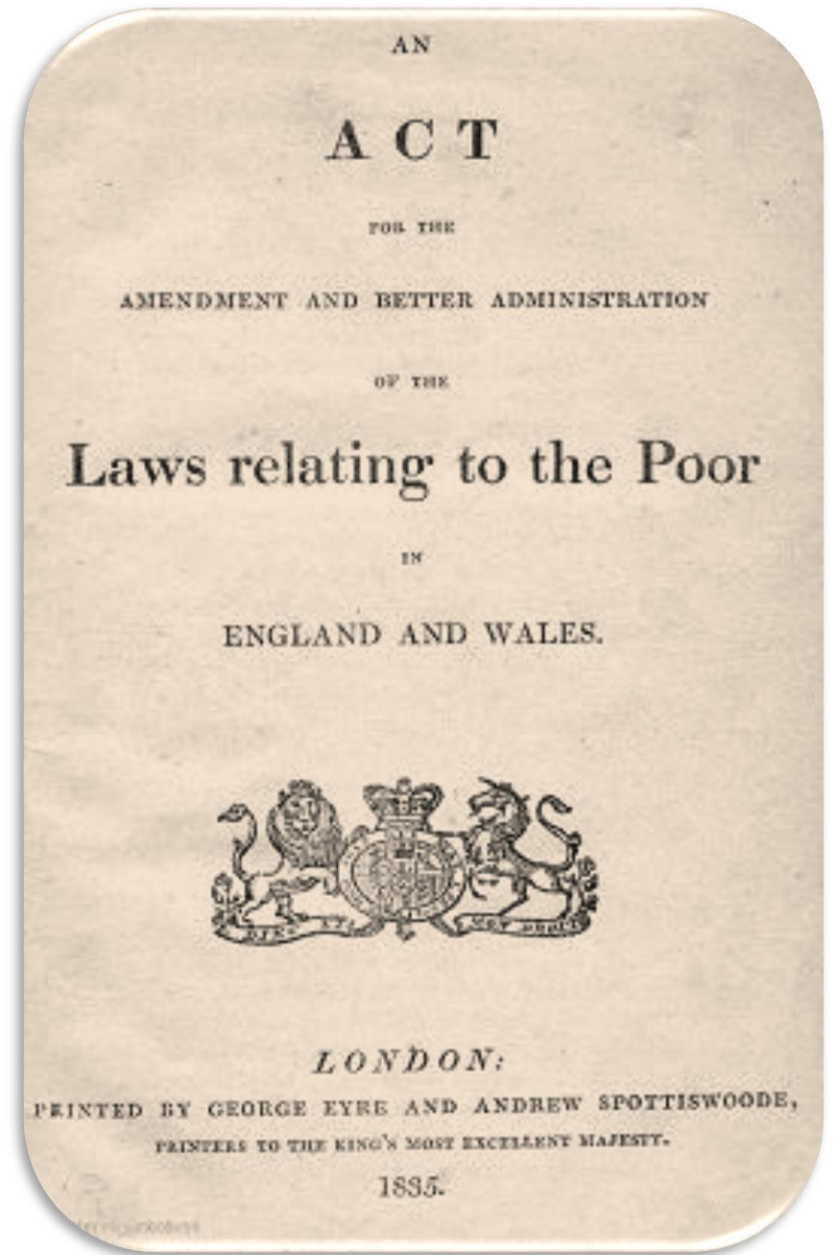 AN
ACT
FOR THE
AMENDMENT AND BETTER ADMINISTRATION
OF THE
Laws relating to the Poor
IN
ENGLAND AND WALES.
LONDON:
PRINTED BY GEORGE EYRE AND ANDREW SPOTTISWOODE,
PRINTERS TO THE KING'S MOST EXCELLENT MAJESTY.
1835.